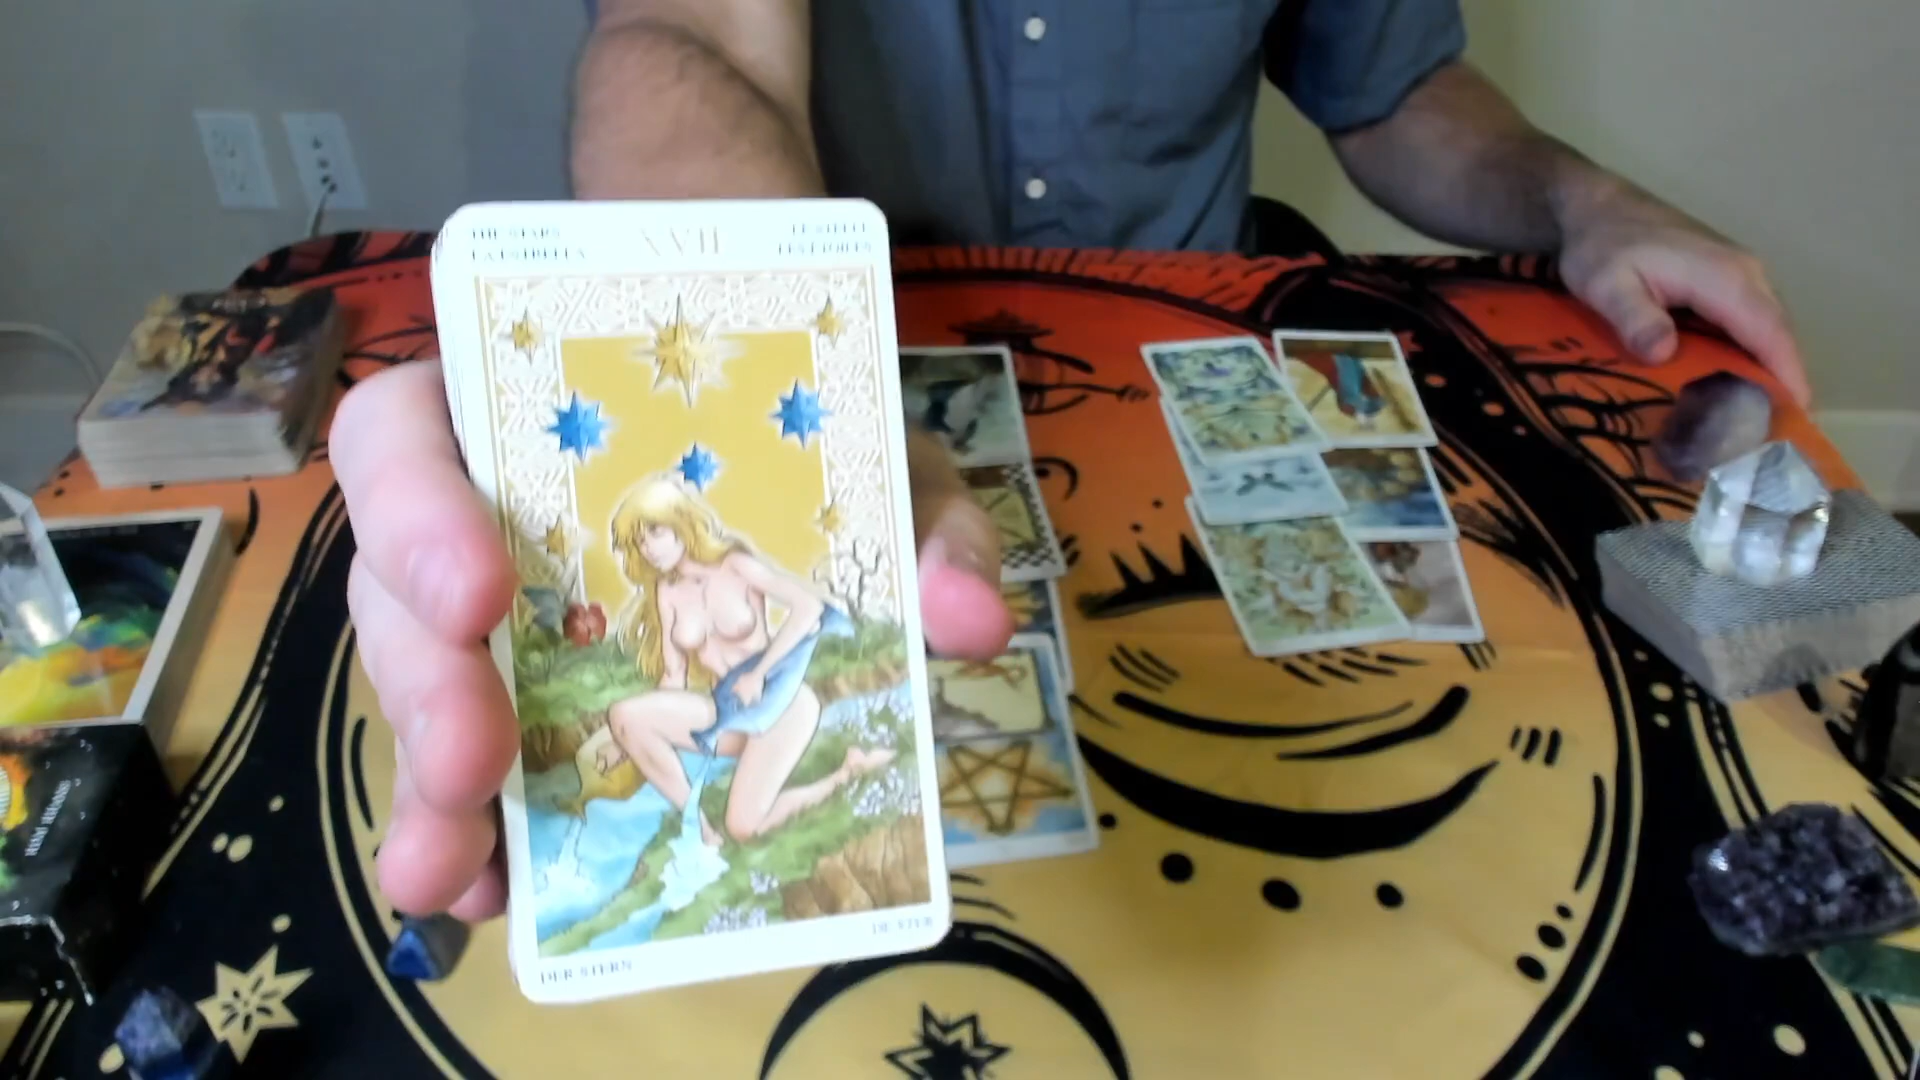 THE STARS
LA ESTRELLA
XVII
LE STELLE
LES ÉTOILES
DER STERN
DE STER